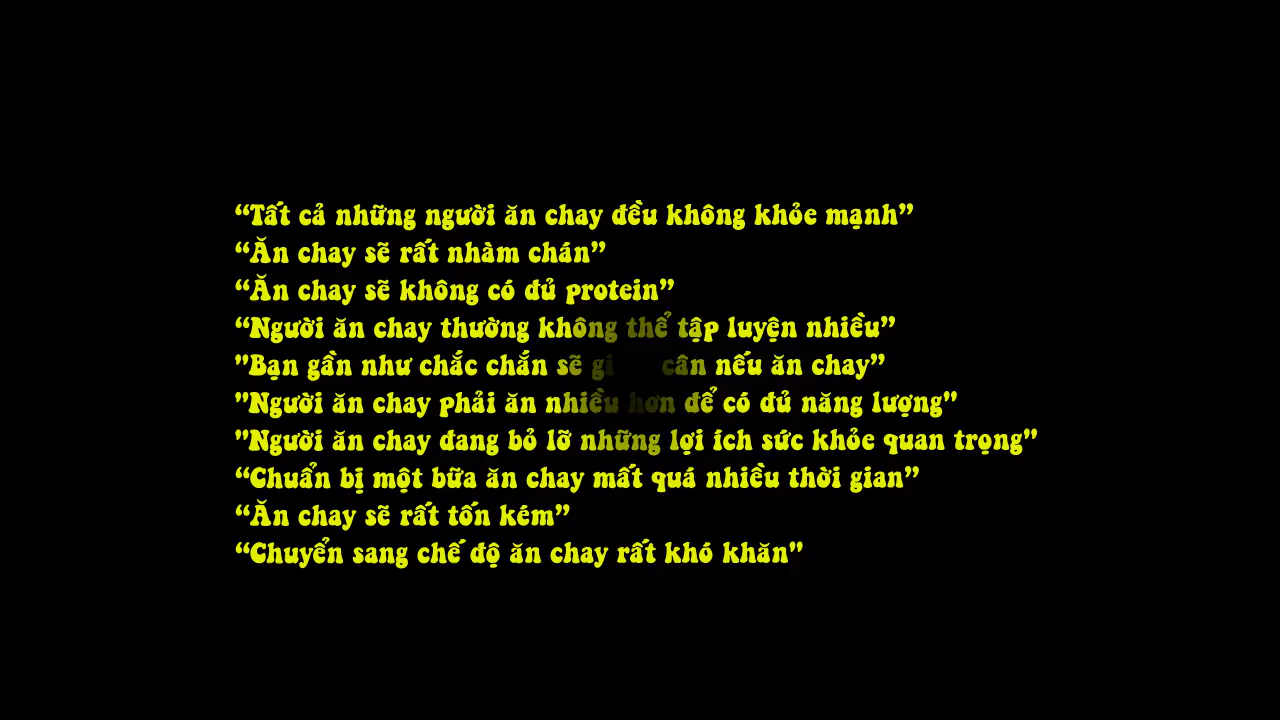 “Tất cả những người ăn chay đều không khỏe mạnh”
“Ăn chay sẽ rất nhàm chán”
“Ăn chay sẽ không có đủ protein”
“Người ăn chay thường không thể tập luyện nhiều”
”Bạn gần như chắc chắn sẽ cân nếu ăn chay”
”Người ăn chay phải ăn nhiều hơn để có đủ năng lượng”
”Người ăn chay đang bỏ lỡ những lợi ích sức khỏe quan trọng”
“Chuẩn bị một bữa ăn chay mất quá nhiều thời gian”
“Ăn chay sẽ rất tốn kém”
“Chuyển sang chế độ ăn chay rất khó khăn”